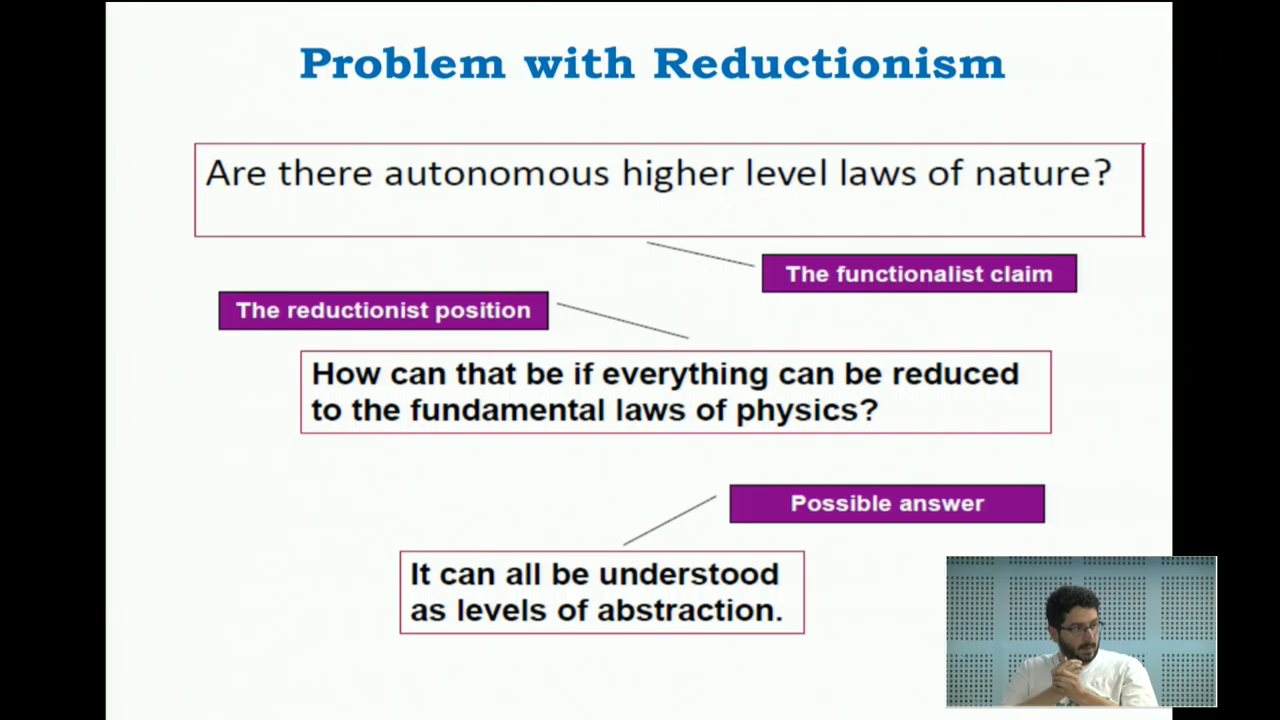 Problem with Reductionism
Are there autonomous higher level laws of nature?
The functionalist claim
The reductionist position
How can that be if everything can be reduced
to the fundamental laws of physics?
Possible answer
It can all be understood
as levels of abstraction.